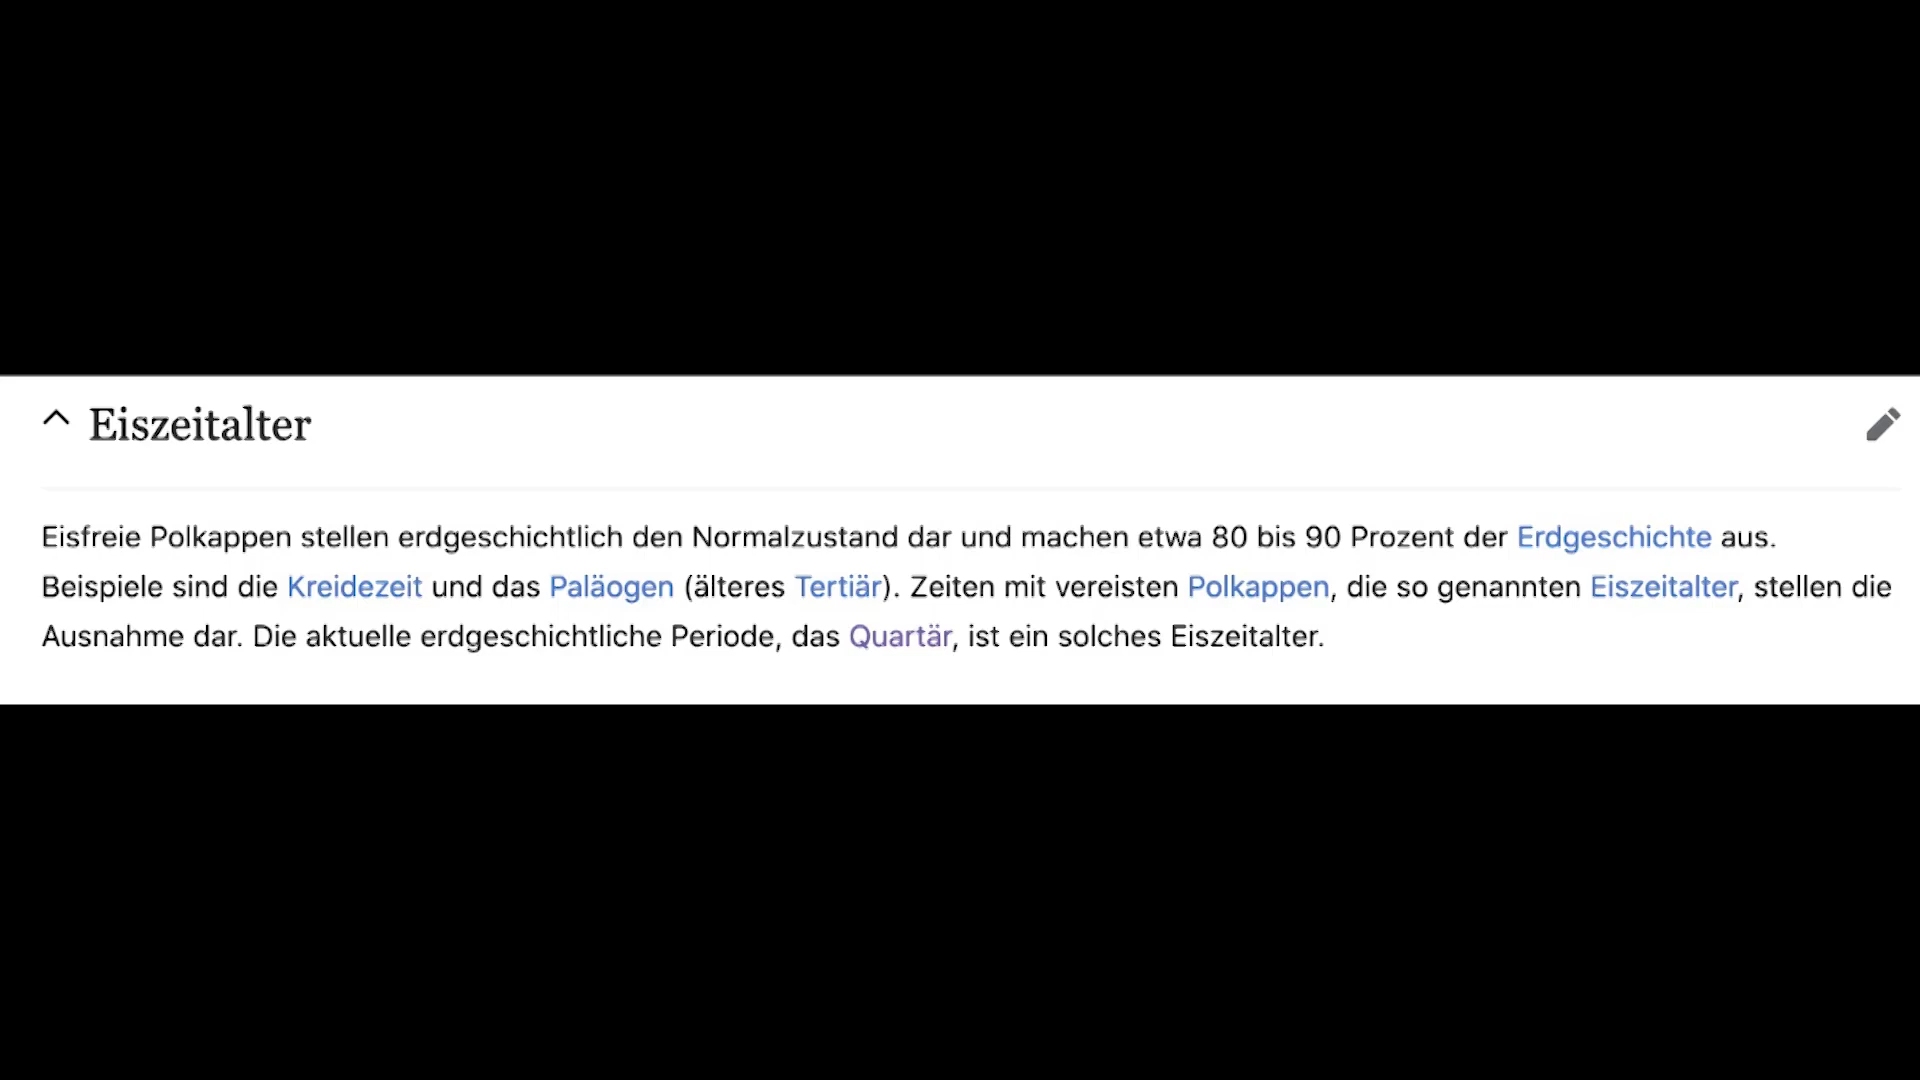 Eiszeitalter
Eisfreie Polkappen stellen erdgeschichtlich den Normalzustand dar und machen etwa 80 bis 90 Prozent der Erdgeschichte aus.
Beispiele sind die Kreidezeit und das Paläogen (älteres Tertiär). Zeiten mit vereisten Polkappen, die so genannten Eiszeitalter, stellen die
Ausnahme dar. Die aktuelle erdgeschichtliche Periode, das Quartär, ist ein solches Eiszeitalter.